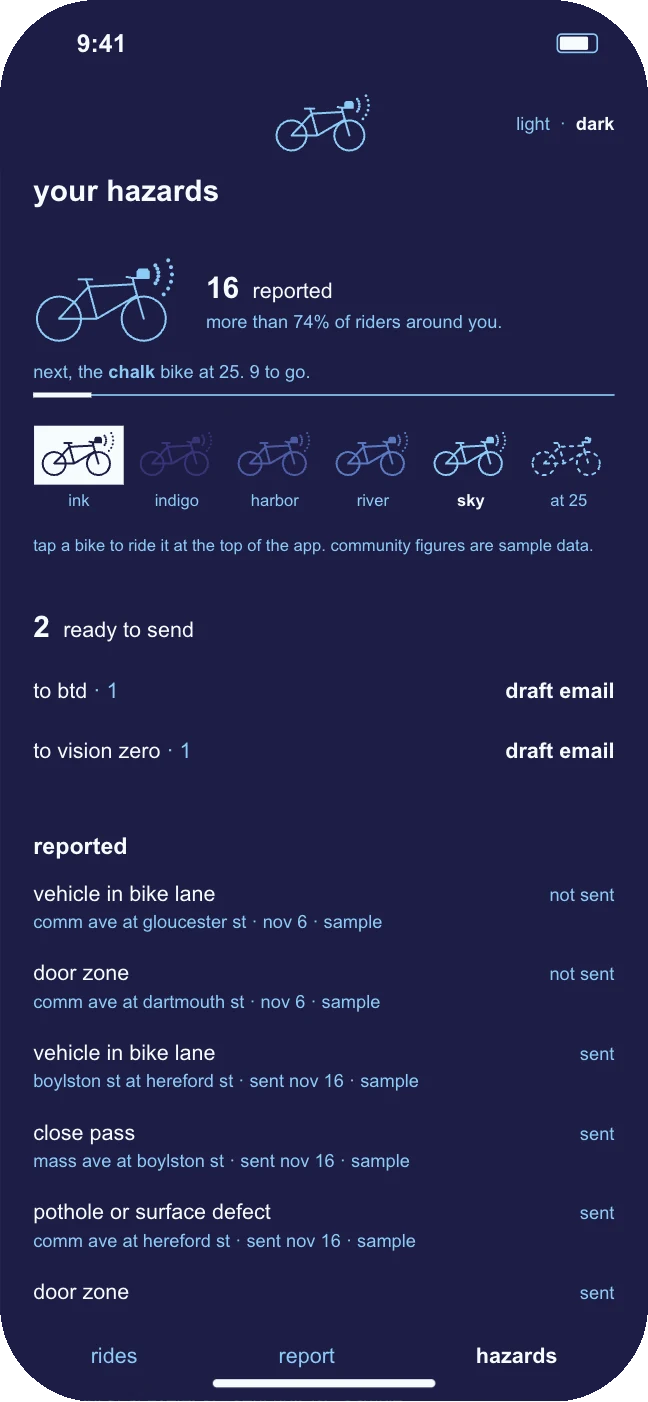 9:41
light · dark
your hazards
16 reported
more than 74% of riders around you.
next, the chalk bike at 25. 9 to go.
ink indigo harbor river sky at 25
tap a bike to ride it at the top of the app. community figures are sample data.
2 ready to send
to btd · 1 draft email
to vision zero · 1 draft email
reported
vehicle in bike lane not sent
comm ave at gloucester st · nov 6 · sample
door zone not sent
comm ave at dartmouth st · nov 6 · sample
vehicle in bike lane sent
boylston st at hereford st · sent nov 16 · sample
close pass sent
mass ave at boylston st · sent nov 16 · sample
pothole or surface defect sent
comm ave at hereford st · sent nov 16 · sample
door zone sent
rides report hazards